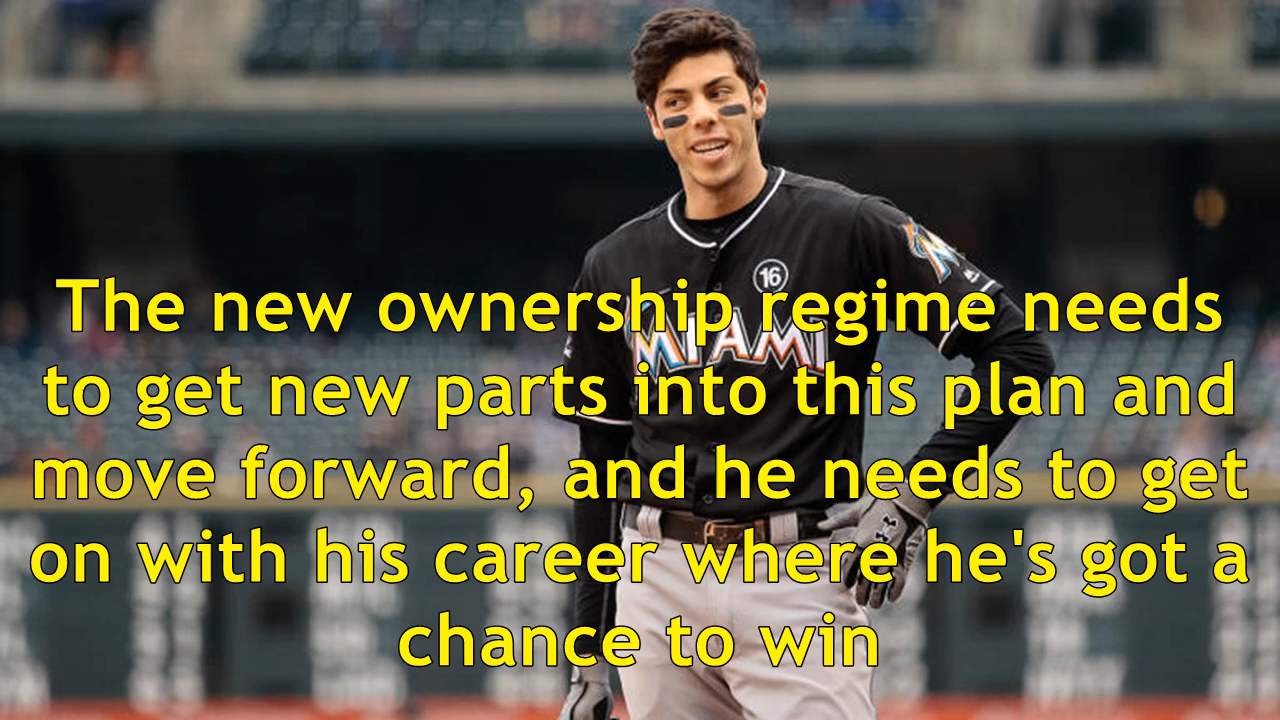 16
MIAMI
The new ownership regime needs
to get new parts into this plan and
move forward, and he needs to get
on with his career where he's got a
chance to win